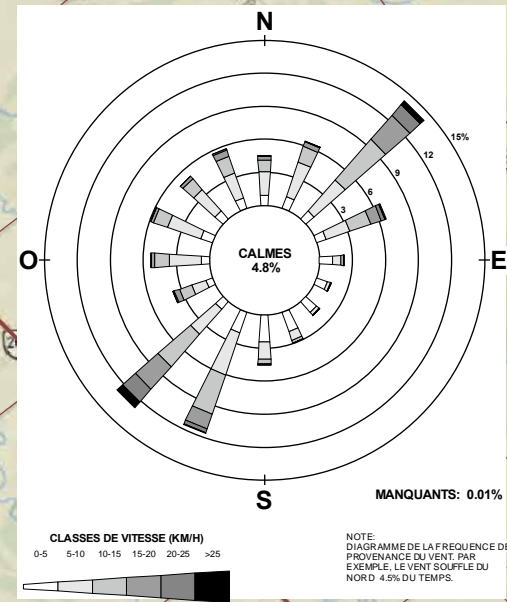 N
15%
12
9
6
3
CALMES
4.8%
O
E
S
MANQUANTS: 0.01%
CLASSES DE VITESSE (KM/H)
0-5 5-10 10-15 15-20 20-25 >25
NOTE:
DIAGRAMME DE LA FREQUENCE DE
PROVENANCE DU VENT. PAR
EXEMPLE, LE VENT SOUFFLE DU
NORD 4.5% DU TEMPS.